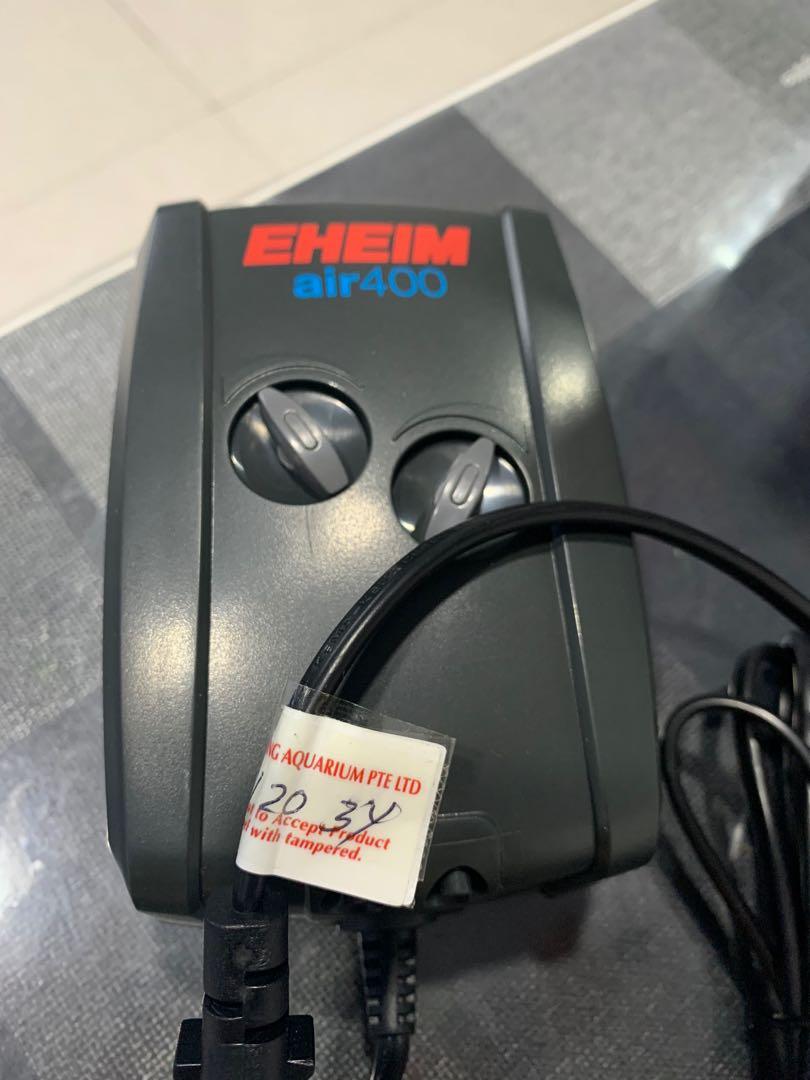 EHEIM
air400
AQUARIUM PTE LTD
20 3y
to Accept Product
with tampered.